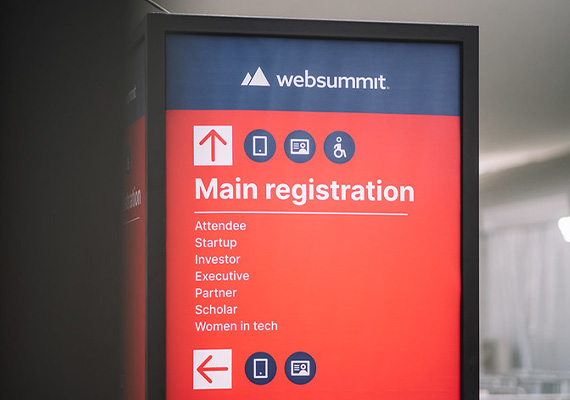 websummit
Main registration
Attendee
Startup
Investor
Executive
Partner
Scholar
Women in tech